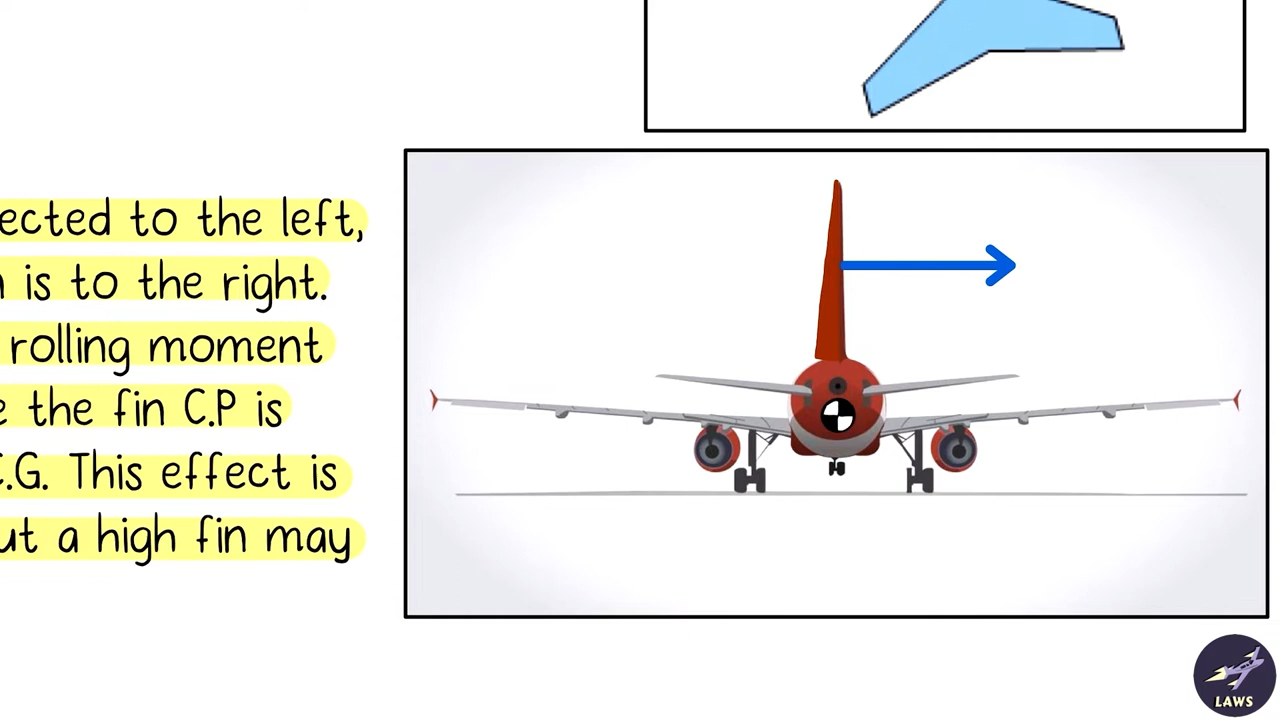 ected to the left,
is to the right.
rolling moment
the fin C.P is
C.G. This effect is
ut a high fin may
LAWS